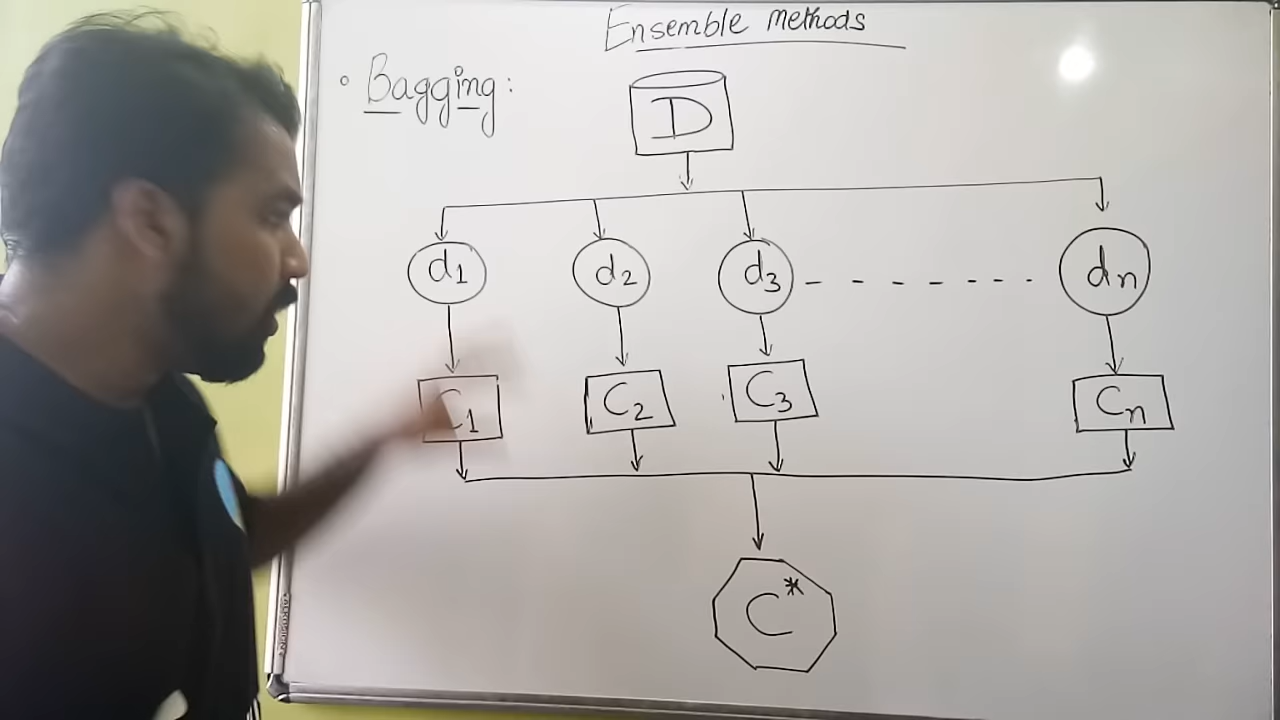 Ensemble Methods
• Bagging:
D
d1 d2 d3 - - - - - - - dn
C1 C2 C3 Cn
C*